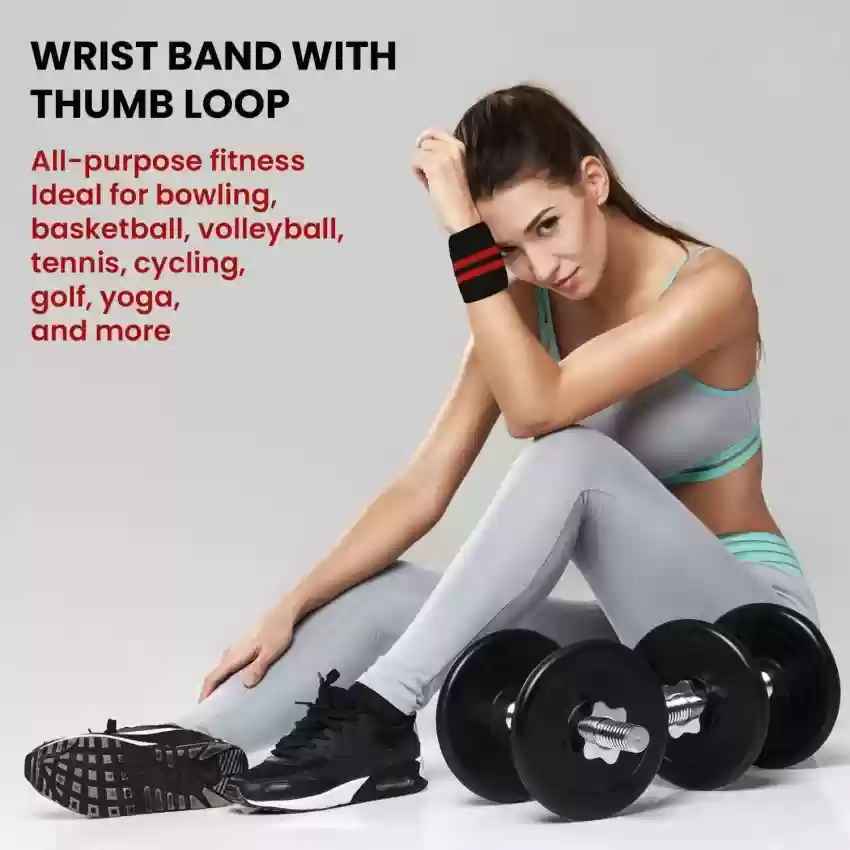 WRIST BAND WITH
THUMB LOOP
All-purpose fitness
Ideal for bowling,
basketball, volleyball,
tennis, cycling,
golf, yoga,
and more